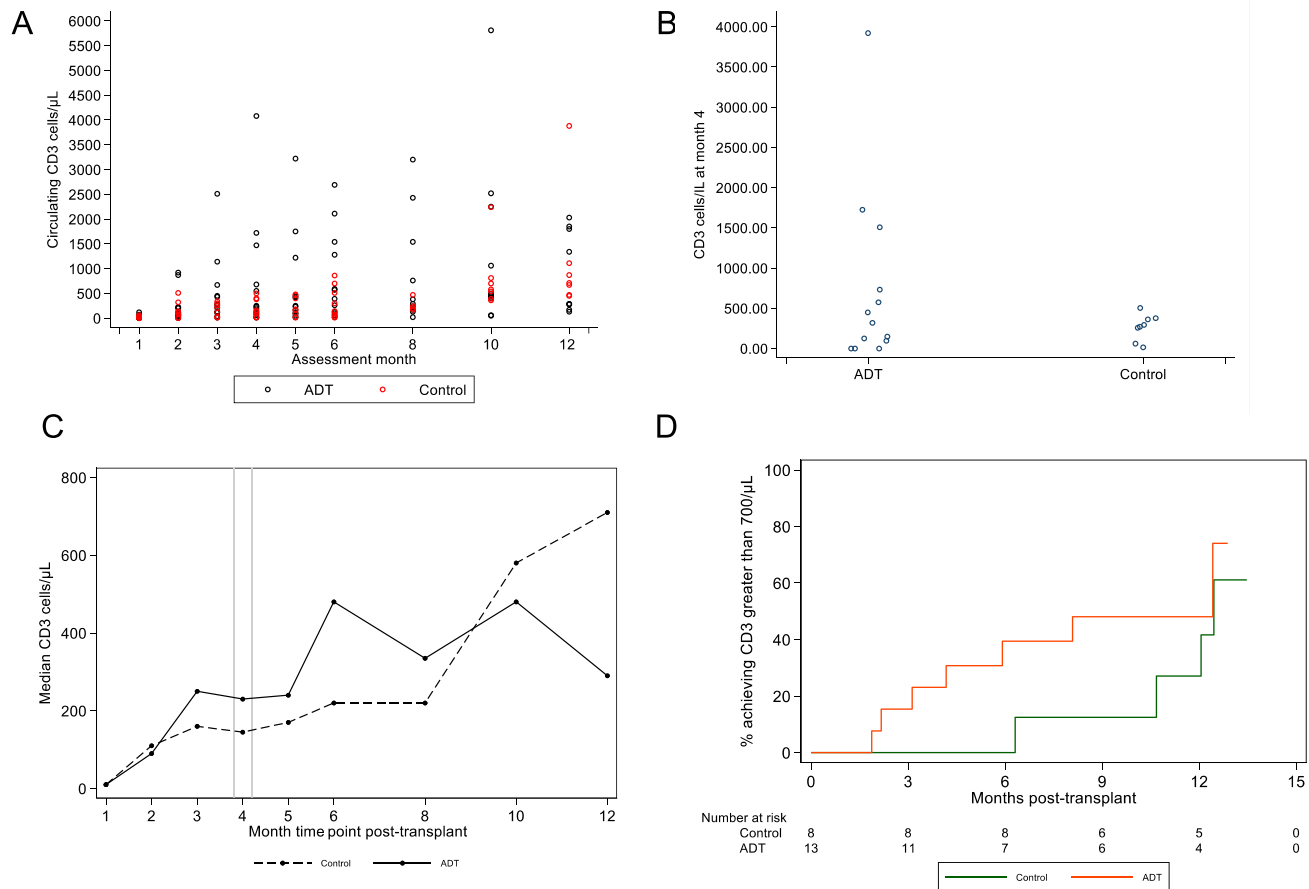 A
6000
5500
5000
4500
4000
3500
3000
2500
2000
1500
1000
500
0
Circulating CD3 cells/µL
1 2 3 4 5 6 8 10 12
Assessment month
ADT Control
B
4000.00
3500.00
3000.00
2500.00
2000.00
1500.00
1000.00
500.00
0.00
CD3 cells/IL at month 4
ADT Control
C
800
600
400
200
0
Median CD3 cells/µL
1 2 3 4 5 6 8 10 12
Month time point post-transplant
Control ADT
D
100
80
60
40
20
0
% achieving CD3 greater than 700/µL
0 3 6 9 12 15
Months post-transplant
Number at risk
Control 8 8 8 6 5 0
ADT 13 11 7 6 4 0
Control ADT